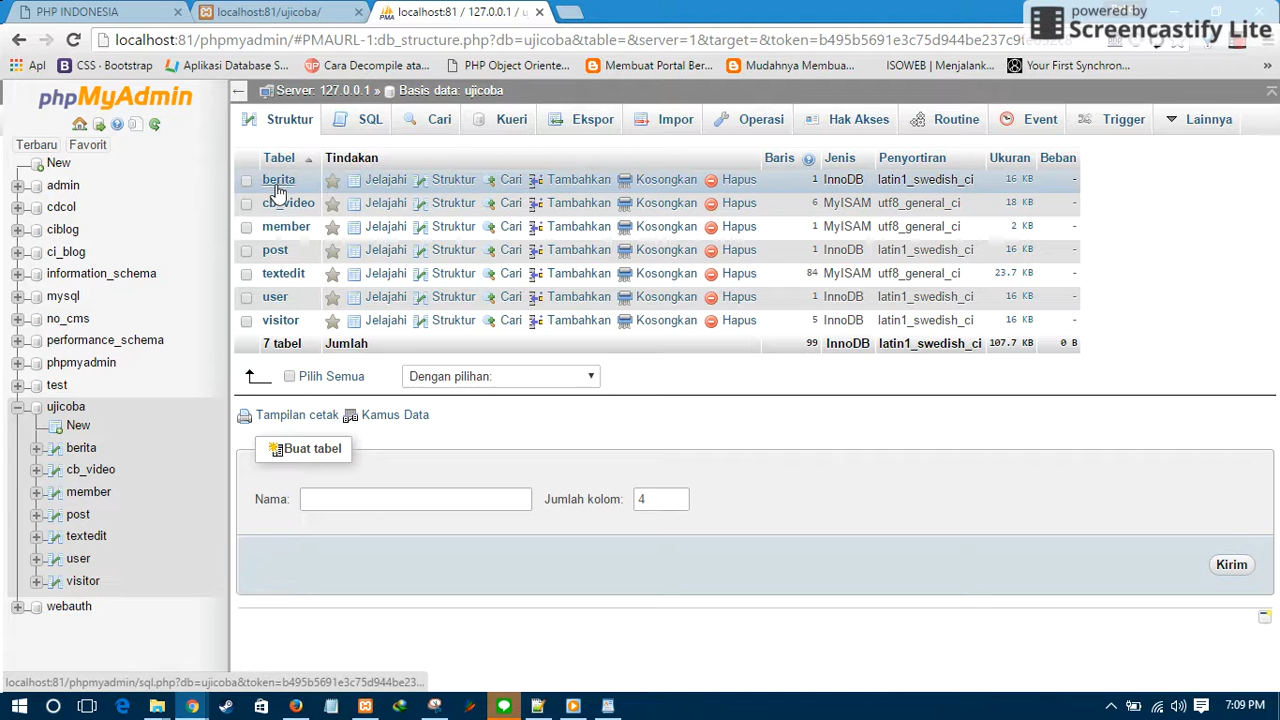 PHP INDONESIA
localhost:81/ujicoba/
localhost:81 / 127.0.0.1 / u
powered by
Screencastify Lite
localhost:81/phpmyadmin/#PMAURL-
db_structure.php?db=ujicoba&table=&server=1&target=&token=b495b5691e3c75d944be237c9
Apl
CSS · Bootstrap
Aplikasi Database S...
Cara Decompile ata...
PHP Object Oriente...
Membuat Portal Ber...
Mudahnya Membua...
ISOWEB | Menjalank...
Your First Synchron...
»
phpMyAdmin
Terbaru Favorit
New
admin
cdcol
ciblog
ci_blog
information_schema
mysql
no_cms
performance_schema
phpmyadmin
test
ujicoba
New
berita
cb_video
member
post
textedit
user
visitor
webauth
Server: 127.0.0.1 » Basis data: ujicoba
Struktur SQL Cari Kueri Ekspor Impor Operasi Hak Akses Routine Event Trigger Lainnya
Tabel Tindakan Baris Jenis Penyortiran Ukuran Beban
berita Jelajahi Struktur Cari Tambahkan Kosongkan Hapus 1 InnoDB latin1_swedish_ci 16 KB -
cb_video Jelajahi Struktur Cari Tambahkan Kosongkan Hapus 6 MyISAM utf8_general_ci 18 KB -
member Jelajahi Struktur Cari Tambahkan Kosongkan Hapus 1 MyISAM utf8_general_ci 2 KB -
post Jelajahi Struktur Cari Tambahkan Kosongkan Hapus 1 InnoDB latin1_swedish_ci 16 KB -
textedit Jelajahi Struktur Cari Tambahkan Kosongkan Hapus 84 MyISAM utf8_general_ci 23.7 KB -
user Jelajahi Struktur Cari Tambahkan Kosongkan Hapus 1 InnoDB latin1_swedish_ci 16 KB -
visitor Jelajahi Struktur Cari Tambahkan Kosongkan Hapus 5 InnoDB latin1_swedish_ci 16 KB -
7 tabel Jumlah 99 InnoDB latin1_swedish_ci 107.7 KB 0 B
Pilih Semua Dengan pilihan:
Tampilan cetak Kamus Data
Buat tabel
Nama: Jumlah kolom: 4
Kirim
localhost:81/phpmyadmin/sql.php?db=ujicoba&token=b495b5691e3c75d944be23...
7:09 PM